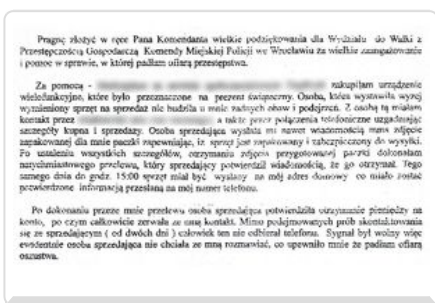 Pragnę złożyć w ręce Pana Komendanta wielkie podziękowania dla Wydziału do Walki z
Przestępczością Gospodarczą Komendy Miejskiej Policji we Wrocławiu za wielkie zaangażowanie
i pomoc w sprawie, w której padłam ofiarą przestępstwa.
Za pomocą - zakupiłam urządzenie
wielofunkcyjne, które było przeznaczone na prezent świąteczny. Osoba, która wystawiła wyżej
wymieniony sprzęt na sprzedaż nie budziła u mnie żadnych obaw i podejrzeń. Z osobą tą miałam
kontakt przez a także przez połączenia telefoniczne uzgadniając
szczegóły kupna i sprzedaży. Osoba sprzedająca wysłała mi nawet wiadomością mms zdjęcie
zapakowanej dla mnie paczki zapewniając, iż sprzęt jest zapakowany i zabezpieczony do wysyłki.
Po ustaleniu wszystkich szczegółów, otrzymaniu zdjęcia przygotowanej paczki dokonałam
natychmiastowego przelewu, który sprzedający potwierdził wiadomością, że go otrzymał. Tego
samego dnia do godz. 15:00 sprzęt miał być wysłany na mój adres domowy co miało zostać
potwierdzone informacją przesłaną na mój numer telefonu.
Po dokonaniu przeze mnie przelewu osoba sprzedająca potwierdziła otrzymanie pieniędzy na
konto, po czym całkowicie zerwała ze mną kontakt. Mimo podejmowanych prób skontaktowania
się ze sprzedającym ( od dwóch dni ) człowiek ten nie odbierał telefonu. Sygnał był wolny więc
ewidentnie osoba sprzedająca nie chciała ze mną rozmawiać, co upewniło mnie że padłam ofiarą
oszustwa.